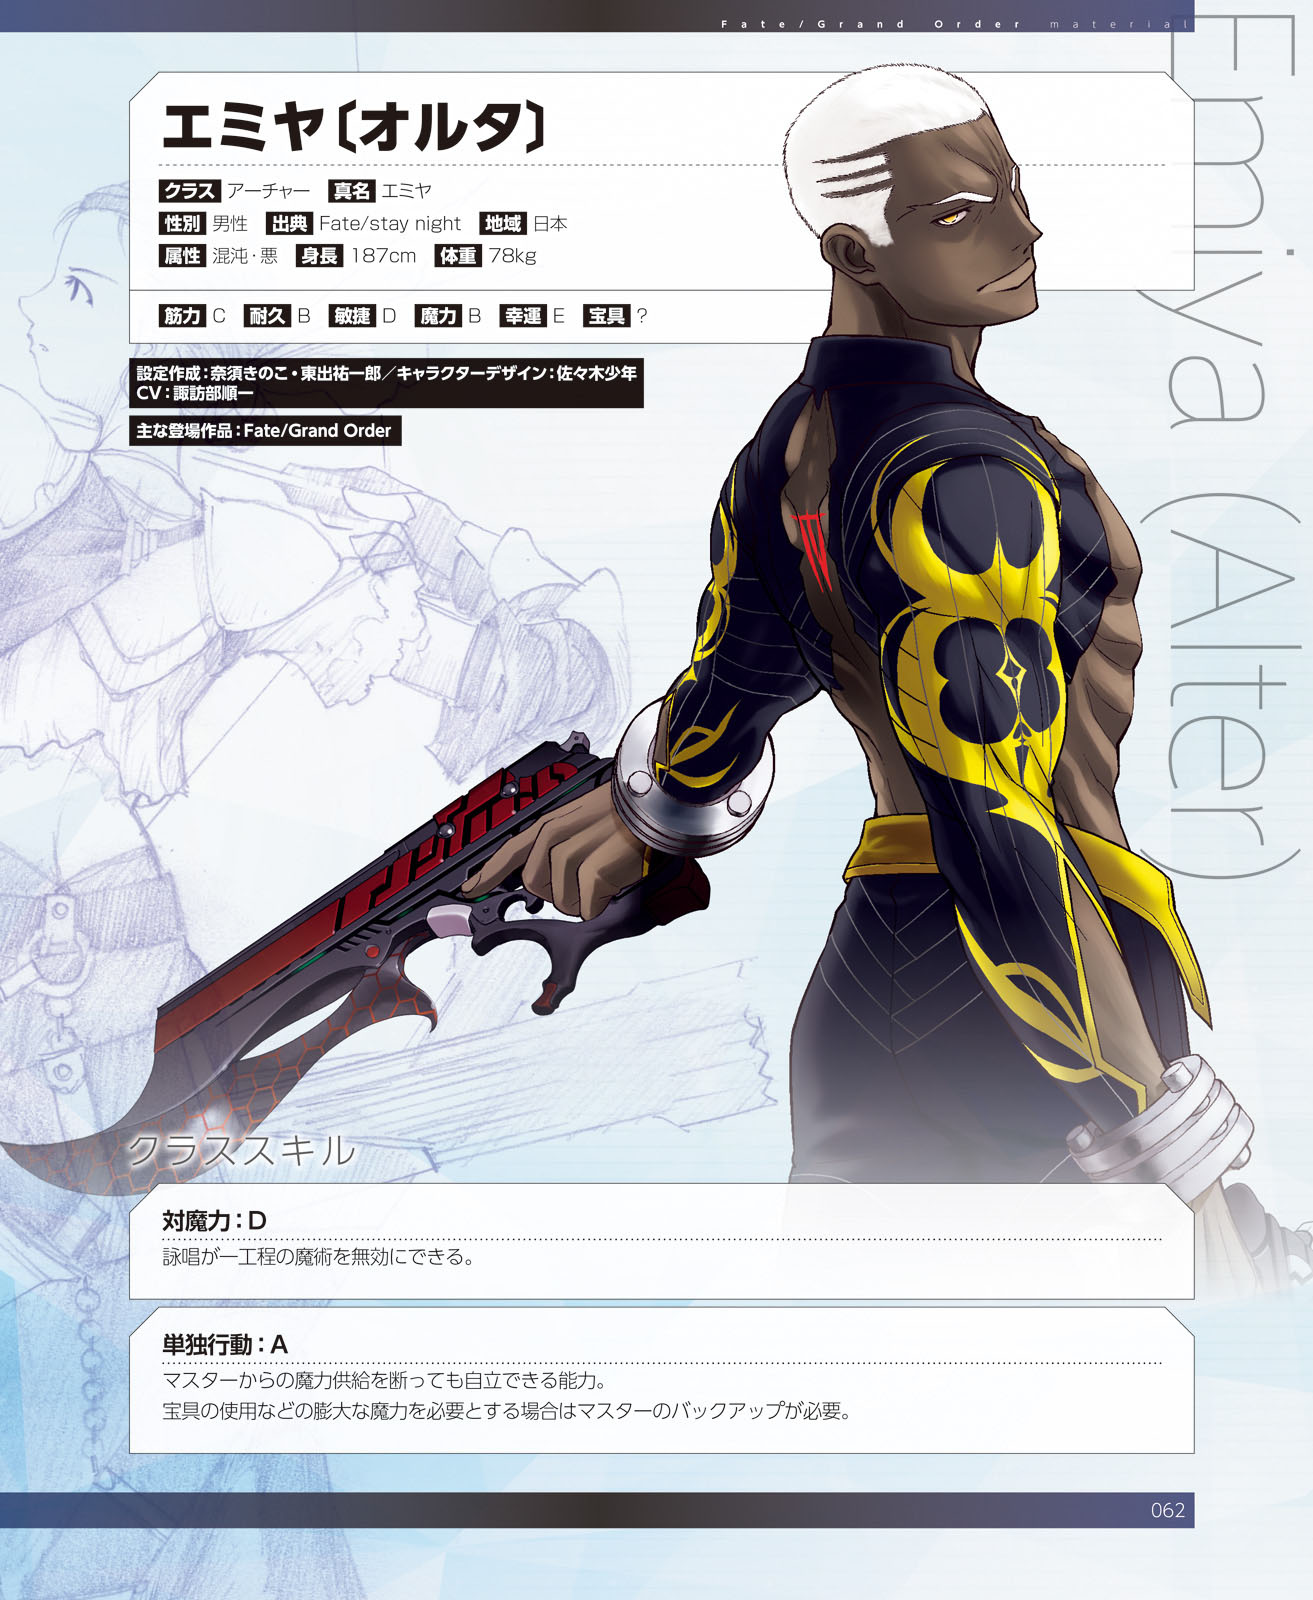 Fate/Grand Order material
Emiya (Alter)
エミヤ〔オルタ〕
クラス アーチャー 真名 エミヤ
性別 男性 出典 Fate/stay night 地域 日本
属性 混沌・悪 身長 187cm 体重 78kg
筋力 C 耐久 B 敏捷 D 魔力 B 幸運 E 宝具 ?
設定作成:奈須きのこ・東出祐一郎/キャラクターデザイン:佐々木少年
CV:諏訪部順一
主な登場作品:Fate/Grand Order
クラススキル
対魔力:D
詠唱が一工程の魔術を無効にできる。
単独行動:A
マスターからの魔力供給を断っても自立できる能力。
宝具の使用などの膨大な魔力を必要とする場合はマスターのバックアップが必要。
062